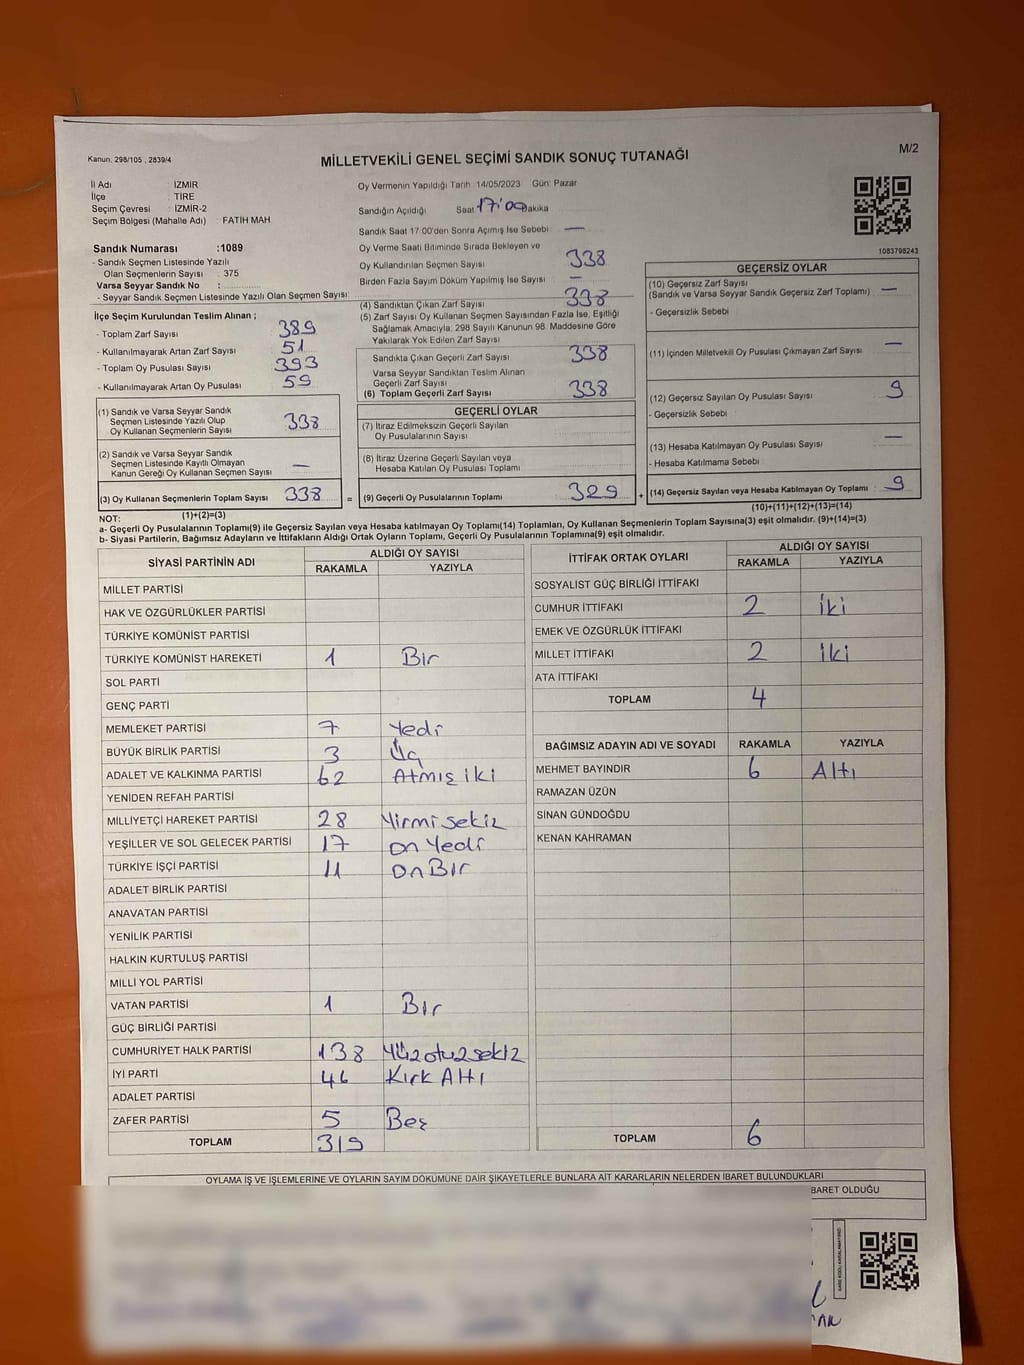 Kanun. 298/105 , 2839/4
MİLLETVEKİLİ GENEL SEÇİMİ SANDIK SONUÇ TUTANAĞI
M/2
İl Adı : İZMİR
İlçe : TİRE
Seçim Çevresi : İZMİR-2
Seçim Bölgesi (Mahalle Adı) : FATİH MAH
Oy Vermenin Yapıldığı Tarih 14/05/2023 Gün: Pazar
Sandığın Açıldığı Saat 17:00 Dakika
Sandık Saat 17:00'den Sonra Açımış İse Sebebi —
Oy Verme Saati Bitiminde Sırada Bekleyen ve
Oy Kullandırılan Seçmen Sayısı 338
Birden Fazla Sayım Döküm Yapılmış İse Sayısı —
1083798243
Sandık Numarası :1089
- Sandık Seçmen Listesinde Yazılı
Olan Seçmenlerin Sayısı : 375
Varsa Seyyar Sandık No :
- Seyyar Sandık Seçmen Listesinde Yazılı Olan Seçmen Sayısı:
İlçe Seçim Kurulundan Teslim Alınan ;
- Toplam Zarf Sayısı 389
- Kullanılmayarak Artan Zarf Sayısı 51
- Toplam Oy Pusulası Sayısı 393
- Kullanılmayarak Artan Oy Pusulası 59
(1) Sandık ve Varsa Seyyar Sandık
Seçmen Listesinde Yazılı Olup
Oy Kullanan Seçmenlerin Sayısı 338
(2) Sandık ve Varsa Seyyar Sandık
Seçmen Listesinde Kayıtlı Olmayan
Kanun Gereği Oy Kullanan Seçmen Sayısı —
(3) Oy Kullanan Seçmenlerin Toplam Sayısı 338 =
(1)+(2)=(3)
(4) Sandıktan Çıkan Zarf Sayısı 338
(5) Zarf Sayısı Oy Kullanan Seçmen Sayısından Fazla İse, Eşitliği
Sağlamak Amacıyla, 298 Sayılı Kanunun 98. Maddesine Göre
Yakılarak Yok Edilen Zarf Sayısı
Sandıkta Çıkan Geçerli Zarf Sayısı 338
Varsa Seyyar Sandıktan Teslim Alınan
Geçerli Zarf Sayısı
(6) Toplam Geçerli Zarf Sayısı 338
GEÇERLİ OYLAR
(7) İtiraz Edilmeksizin Geçerli Sayılan
Oy Pusulalarının Sayısı
(8) İtiraz Üzerine Geçerli Sayılan veya
Hesaba Katılan Oy Pusulası Toplamı
(9) Geçerli Oy Pusulalarının Toplamı 329 +
GEÇERSİZ OYLAR
(10) Geçersiz Zarf Sayısı
(Sandık ve Varsa Seyyar Sandık Geçersiz Zarf Toplamı) —
- Geçersizlik Sebebi
(11) İçinden Milletvekili Oy Pusulası Çıkmayan Zarf Sayısı —
(12) Geçersiz Sayılan Oy Pusulası Sayısı 9
- Geçersizlik Sebebi
(13) Hesaba Katılmayan Oy Pusulası Sayısı —
- Hesaba Katılmama Sebebi
(14) Geçersiz Sayılan veya Hesaba Katılmayan Oy Toplamı 9
(10)+(11)+(12)+(13)=(14)
NOT:
a- Geçerli Oy Pusulalarının Toplamı(9) ile Geçersiz Sayılan veya Hesaba katılmayan Oy Toplamı(14) Toplamları, Oy Kullanan Seçmenlerin Toplam Sayısına(3) eşit olmalıdır. (9)+(14)=(3)
b- Siyasi Partilerin, Bağımsız Adayların ve İttifakların Aldığı Ortak Oyların Toplamı, Geçerli Oy Pusulalarının Toplamına(9) eşit olmalıdır.
SİYASİ PARTİNİN ADI
ALDIĞI OY SAYISI
RAKAMLA YAZIYLA
MİLLET PARTİSİ
HAK VE ÖZGÜRLÜKLER PARTİSİ
TÜRKİYE KOMÜNİST PARTİSİ
TÜRKİYE KOMÜNİST HAREKETİ 1 Bir
SOL PARTİ
GENÇ PARTİ
MEMLEKET PARTİSİ 7 Yedi
BÜYÜK BİRLİK PARTİSİ 3 Üç
ADALET VE KALKINMA PARTİSİ 62 Atmış iki
YENİDEN REFAH PARTİSİ
MİLLİYETÇİ HAREKET PARTİSİ 28 Yirmi sekiz
YEŞİLLER VE SOL GELECEK PARTİSİ 17 On Yedi
TÜRKİYE İŞÇİ PARTİSİ 11 On Bir
ADALET BİRLİK PARTİSİ
ANAVATAN PARTİSİ
YENİLİK PARTİSİ
HALKIN KURTULUŞ PARTİSİ
MİLLİ YOL PARTİSİ
VATAN PARTİSİ 1 Bir
GÜÇ BİRLİĞİ PARTİSİ
CUMHURİYET HALK PARTİSİ 138 Yüz otuz sekiz
İYİ PARTİ 46 Kırk Altı
ADALET PARTİSİ
ZAFER PARTİSİ 5 Beş
TOPLAM 319
İTTİFAK ORTAK OYLARI
ALDIĞI OY SAYISI
RAKAMLA YAZIYLA
SOSYALİST GÜÇ BİRLİĞİ İTTİFAKI
CUMHUR İTTİFAKI 2 İki
EMEK VE ÖZGÜRLÜK İTTİFAKI
MİLLET İTTİFAKI 2 İki
ATA İTTİFAKI
TOPLAM 4
BAĞIMSIZ ADAYIN ADI VE SOYADI RAKAMLA YAZIYLA
MEHMET BAYINDIR 6 Altı
RAMAZAN ÜZÜN
SİNAN GÜNDOĞDU
KENAN KAHRAMAN
TOPLAM 6
OYLAMA İŞ VE İŞLEMLERİNE VE OYLARIN SAYIM DÖKÜMÜNE DAİR ŞİKAYETLERLE BUNLARA AİT KARARLARIN NELERDEN İBARET BULUNDUKLARI
BARET OLDUĞU